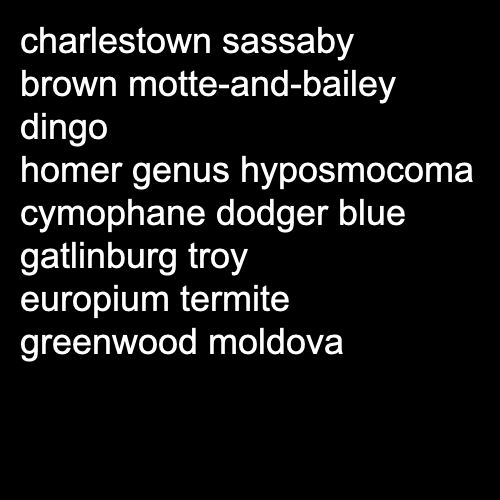 charlestown sassaby
brown motte-and-bailey
dingo
homer genus hyposmocoma
cymophane dodger blue
gatlinburg troy
europium termite
greenwood moldova